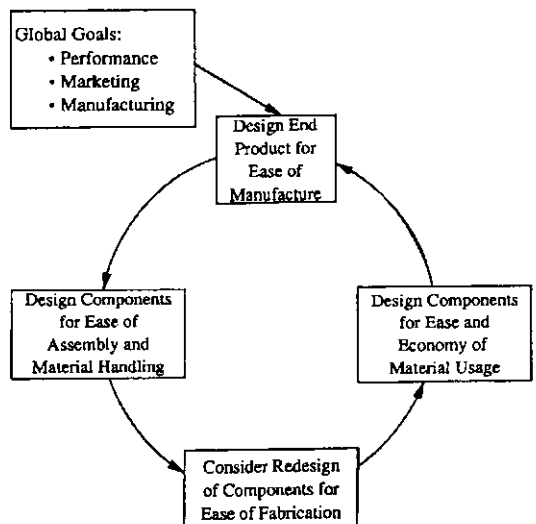 Global Goals:
• Performance
• Marketing
• Manufacturing
Design End
Product for
Ease of
Manufacture
Design Components
for Ease of
Assembly and
Material Handling
Design Components
for Ease and
Economy of
Material Usage
Consider Redesign
of Components for
Ease of Fabrication